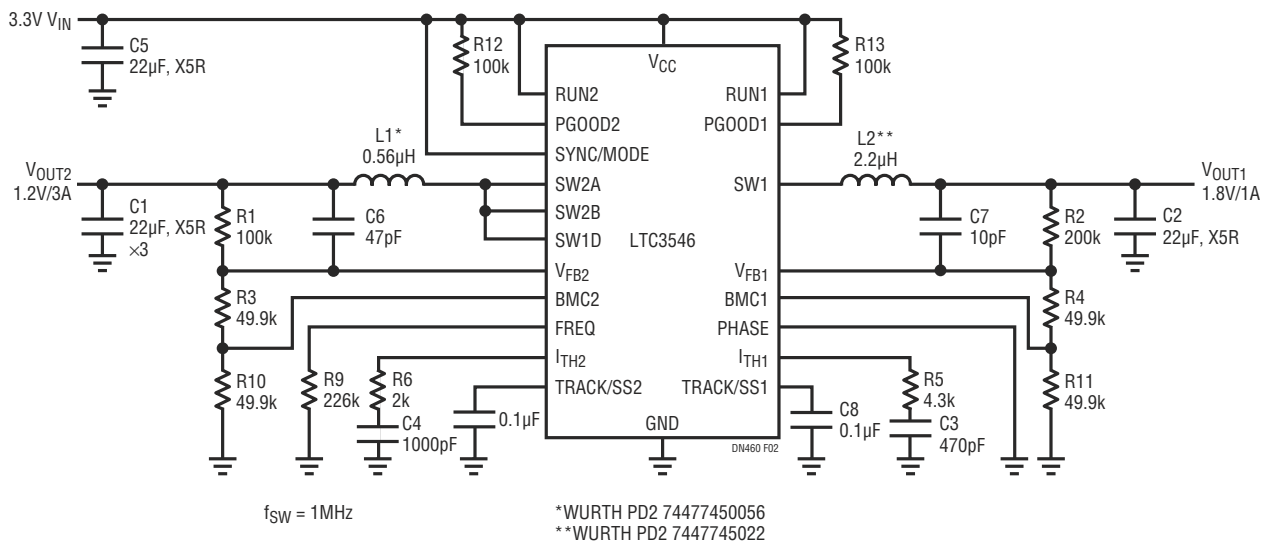 3.3V VIN
C5
22µF, X5R
R12
100k
VCC
R13
100k
RUN2
RUN1
PGOOD2
PGOOD1
L1*
0.56µH
SYNC/MODE
L2**
2.2µH
VOUT2
1.2V/3A
SW2A
SW1
VOUT1
1.8V/1A
C1
22µF, X5R
×3
R1
100k
C6
47pF
SW2B
SW1D
LTC3546
C7
10pF
R2
200k
C2
22µF, X5R
VFB2
VFB1
R3
49.9k
BMC2
BMC1
R4
49.9k
FREQ
PHASE
ITH2
ITH1
R10
49.9k
R9
226k
R6
2k
TRACK/SS2
TRACK/SS1
R5
4.3k
R11
49.9k
C4
1000pF
0.1µF
GND
C8
0.1µF
C3
470pF
DN460 F02
fSW = 1MHz
*WURTH PD2 74477450056
**WURTH PD2 7447745022